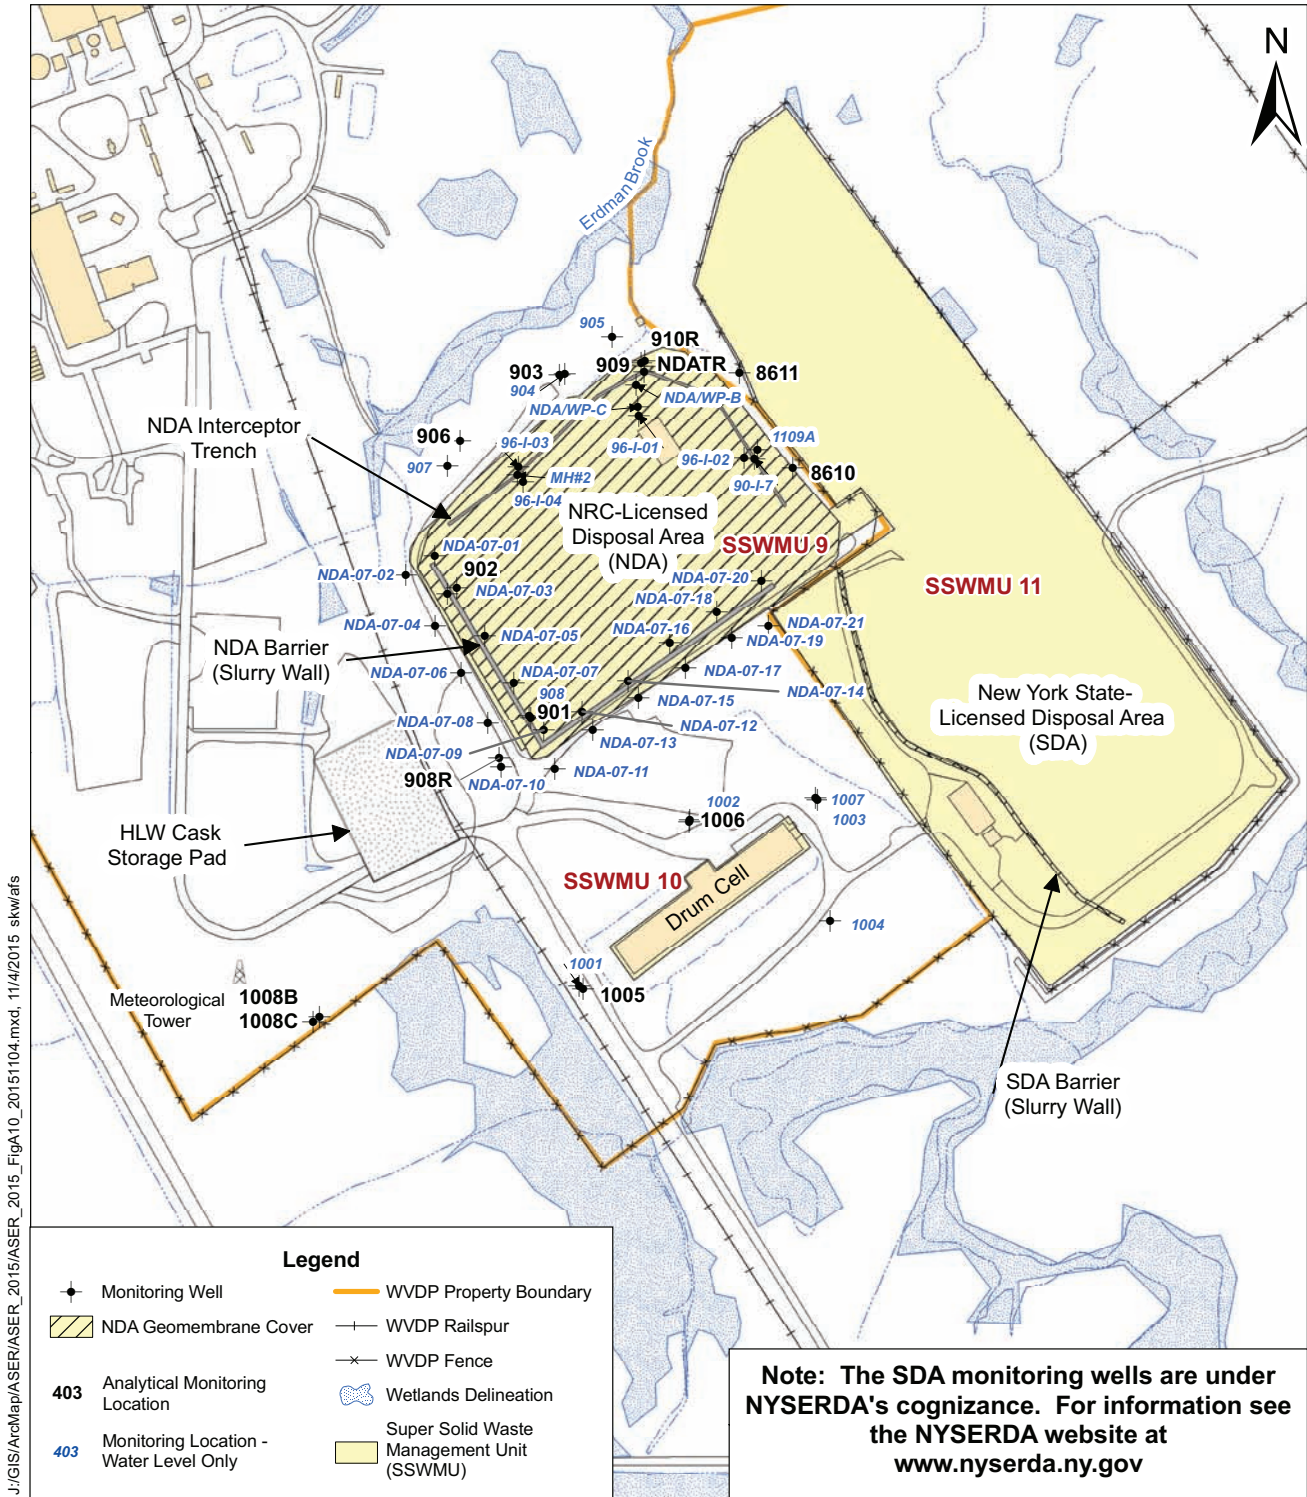 N
Erdman Brook
905
910R
909
NDATR
903
904
8611
NDA/WP-C
NDA/WP-B
NDA Interceptor
Trench
906
907
96-I-03
96-I-01
MH#2
96-I-04
96-I-02
1109A
90-I-7
8610
NRC-Licensed
Disposal Area
(NDA)
SSWMU 9
SSWMU 11
NDA-07-01
NDA-07-02
902
NDA-07-03
NDA-07-20
NDA-07-18
NDA-07-04
NDA-07-05
NDA-07-16
NDA-07-21
NDA-07-19
NDA Barrier
(Slurry Wall)
NDA-07-06
NDA-07-07
NDA-07-17
NDA-07-14
908
901
NDA-07-15
NDA-07-08
NDA-07-12
NDA-07-09
NDA-07-13
908R
NDA-07-10
NDA-07-11
New York State-
Licensed Disposal Area
(SDA)
HLW Cask
Storage Pad
1002
1006
1007
1003
SSWMU 10
Drum Cell
1004
1001
1005
Meteorological
Tower
1008B
1008C
SDA Barrier
(Slurry Wall)
J:/GIS/ArcMap/ASER/ASER_2015/ASER_2015_FigA10_20151104.mxd, 11/4/2015 skw/afs
Legend
Monitoring Well
NDA Geomembrane Cover
403
Analytical Monitoring
Location
403
Monitoring Location -
Water Level Only
WVDP Property Boundary
WVDP Railspur
WVDP Fence
Wetlands Delineation
Super Solid Waste
Management Unit
(SSWMU)
Note: The SDA monitoring wells are under
NYSERDA's cognizance. For information see
the NYSERDA website at
www.nyserda.ny.gov